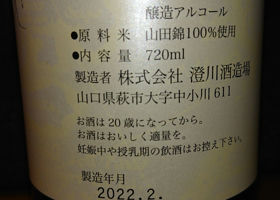 醸造アルコール
●原料米 山田錦100%使用
●内容量 720ml
製造者 株式会社 澄川酒造場
山口県萩市大字中小川611
お酒は20歳になってから。
お酒はおいしく適量を。
妊娠中や授乳期の飲酒はお控え下さい。
製造年月
2022.2.